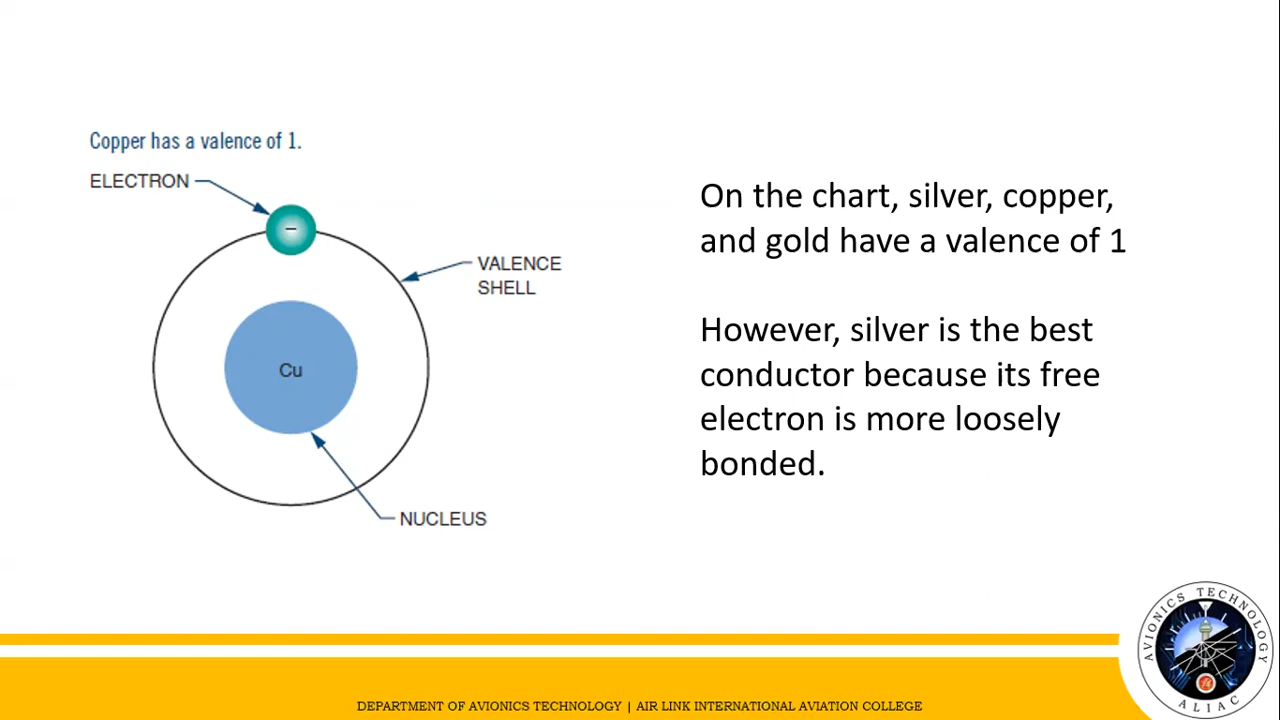 Copper has a valence of 1.
ELECTRON
−
VALENCE
SHELL
Cu
NUCLEUS
On the chart, silver, copper,
and gold have a valence of 1
However, silver is the best
conductor because its free
electron is more loosely
bonded.
AVIONICS TECHNOLOGY
ALIAC
DEPARTMENT OF AVIONICS TECHNOLOGY | AIR LINK INTERNATIONAL AVIATION COLLEGE